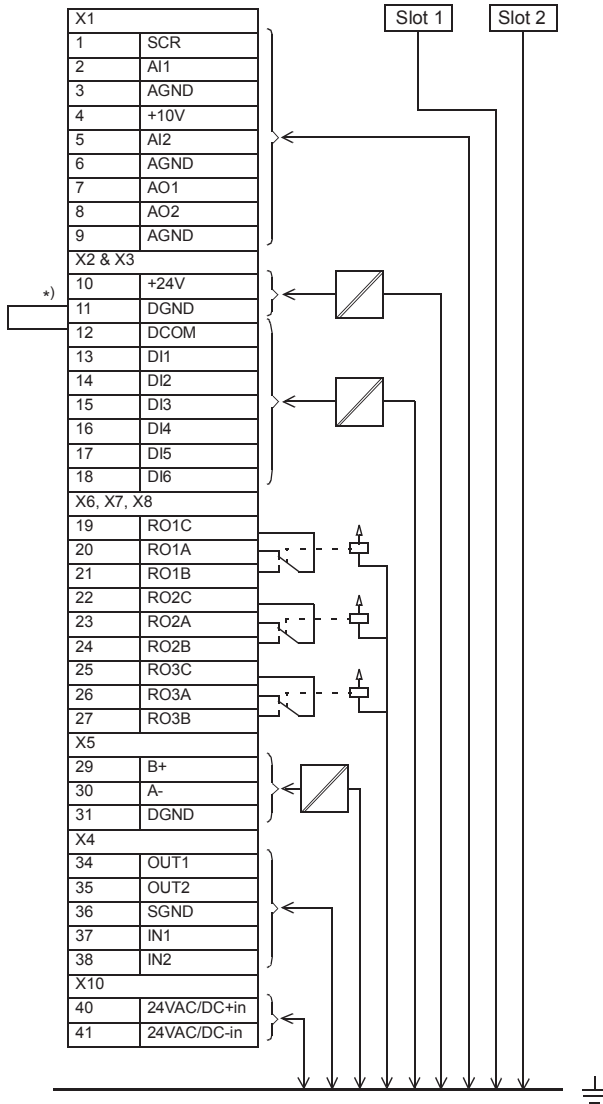 X1
Slot 1 Slot 2
1 SCR
2 AI1
3 AGND
4 +10V
5 AI2
6 AGND
7 AO1
8 AO2
9 AGND
X2 & X3
10 +24V
*)
11 DGND
12 DCOM
13 DI1
14 DI2
15 DI3
16 DI4
17 DI5
18 DI6
X6, X7, X8
19 RO1C
20 RO1A
21 RO1B
22 RO2C
23 RO2A
24 RO2B
25 RO3C
26 RO3A
27 RO3B
X5
29 B+
30 A-
31 DGND
X4
34 OUT1
35 OUT2
36 SGND
37 IN1
38 IN2
X10
40 24VAC/DC+in
41 24VAC/DC-in